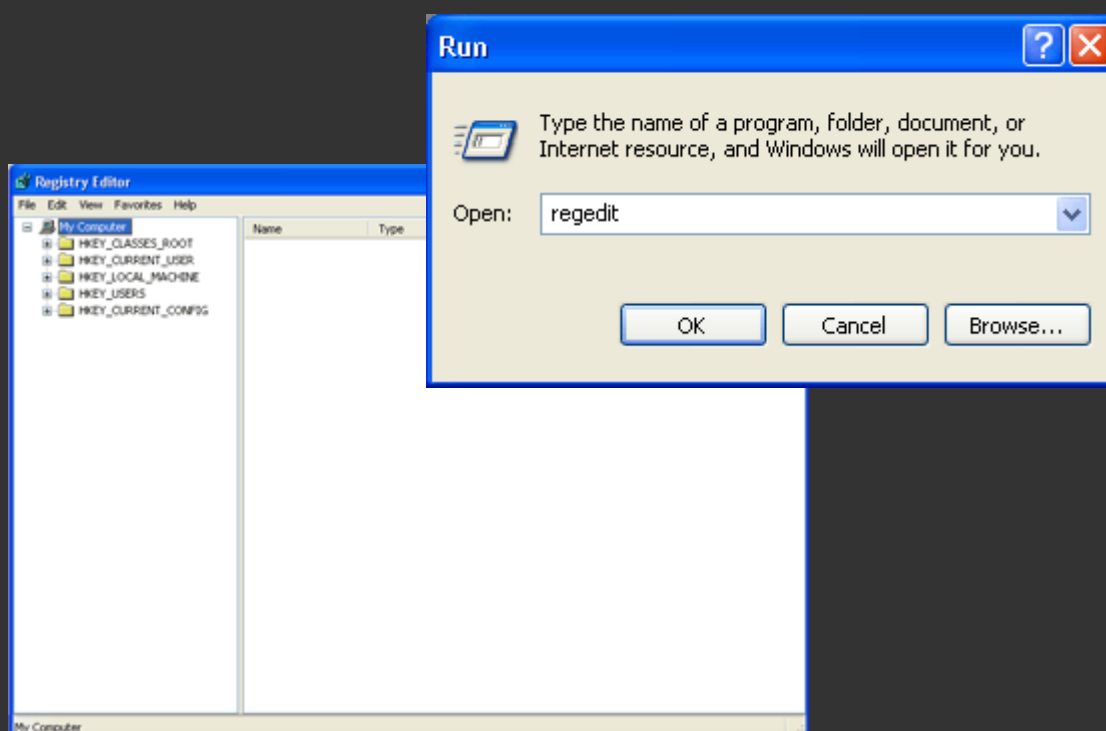 Run
Type the name of a program, folder, document, or
Internet resource, and Windows will open it for you.
Open: regedit
OK Cancel Browse...
Registry Editor
File Edit View Favorites Help
My Computer
HKEY_CLASSES_ROOT
HKEY_CURRENT_USER
HKEY_LOCAL_MACHINE
HKEY_USERS
HKEY_CURRENT_CONFIG
Name Type
My Computer